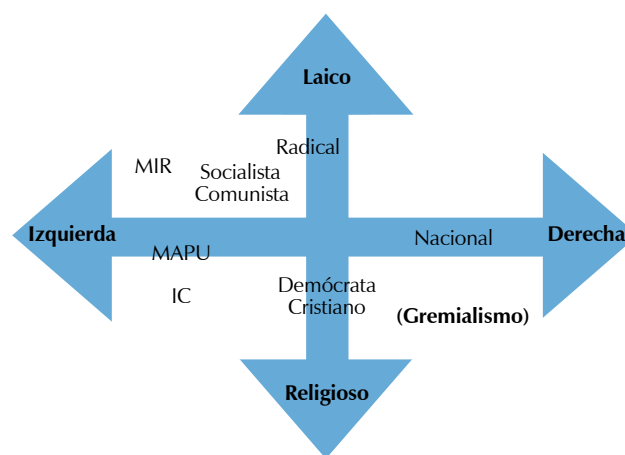 Laico
Radical
MIR
Socialista
Comunista
Izquierda
Nacional
Derecha
MAPU
Demócrata
IC
Cristiano
(Gremialismo)
Religioso